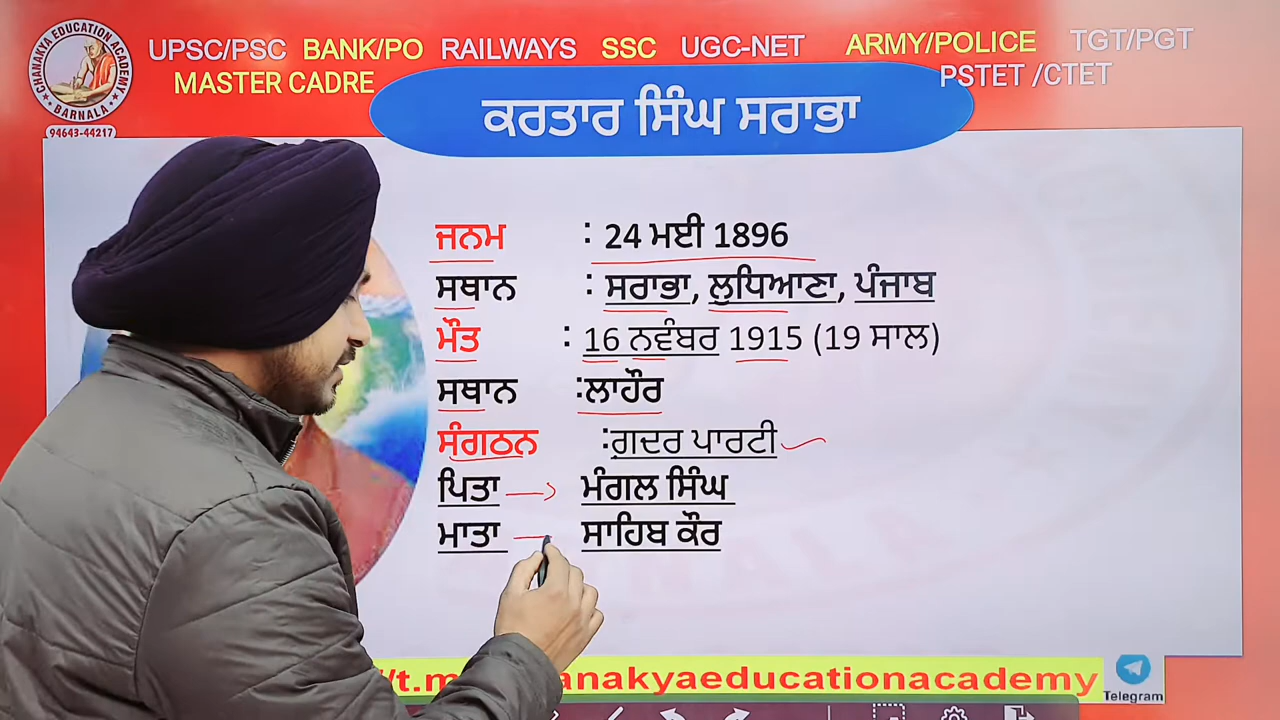 CHANAKYA EDUCATION ACADEMY
BARNALA
94643-44217
UPSC/PSC BANK/PO RAILWAYS SSC UGC-NET ARMY/POLICE TGT/PGT
MASTER CADRE PSTET /CTET
ਕਰਤਾਰ ਸਿੰਘ ਸਰਾਭਾ
ਜਨਮ : 24 ਮਈ 1896
ਸਥਾਨ : ਸਰਾਭਾ, ਲੁਧਿਆਣਾ, ਪੰਜਾਬ
ਮੌਤ : 16 ਨਵੰਬਰ 1915 (19 ਸਾਲ)
ਸਥਾਨ :ਲਾਹੌਰ
ਸੰਗਠਨ :ਗ਼ਦਰ ਪਾਰਟੀ
ਪਿਤਾ ਮੰਗਲ ਸਿੰਘ
ਮਾਤਾ ਸਾਹਿਬ ਕੌਰ
/t.m anakyaeducationacademy
Telegram